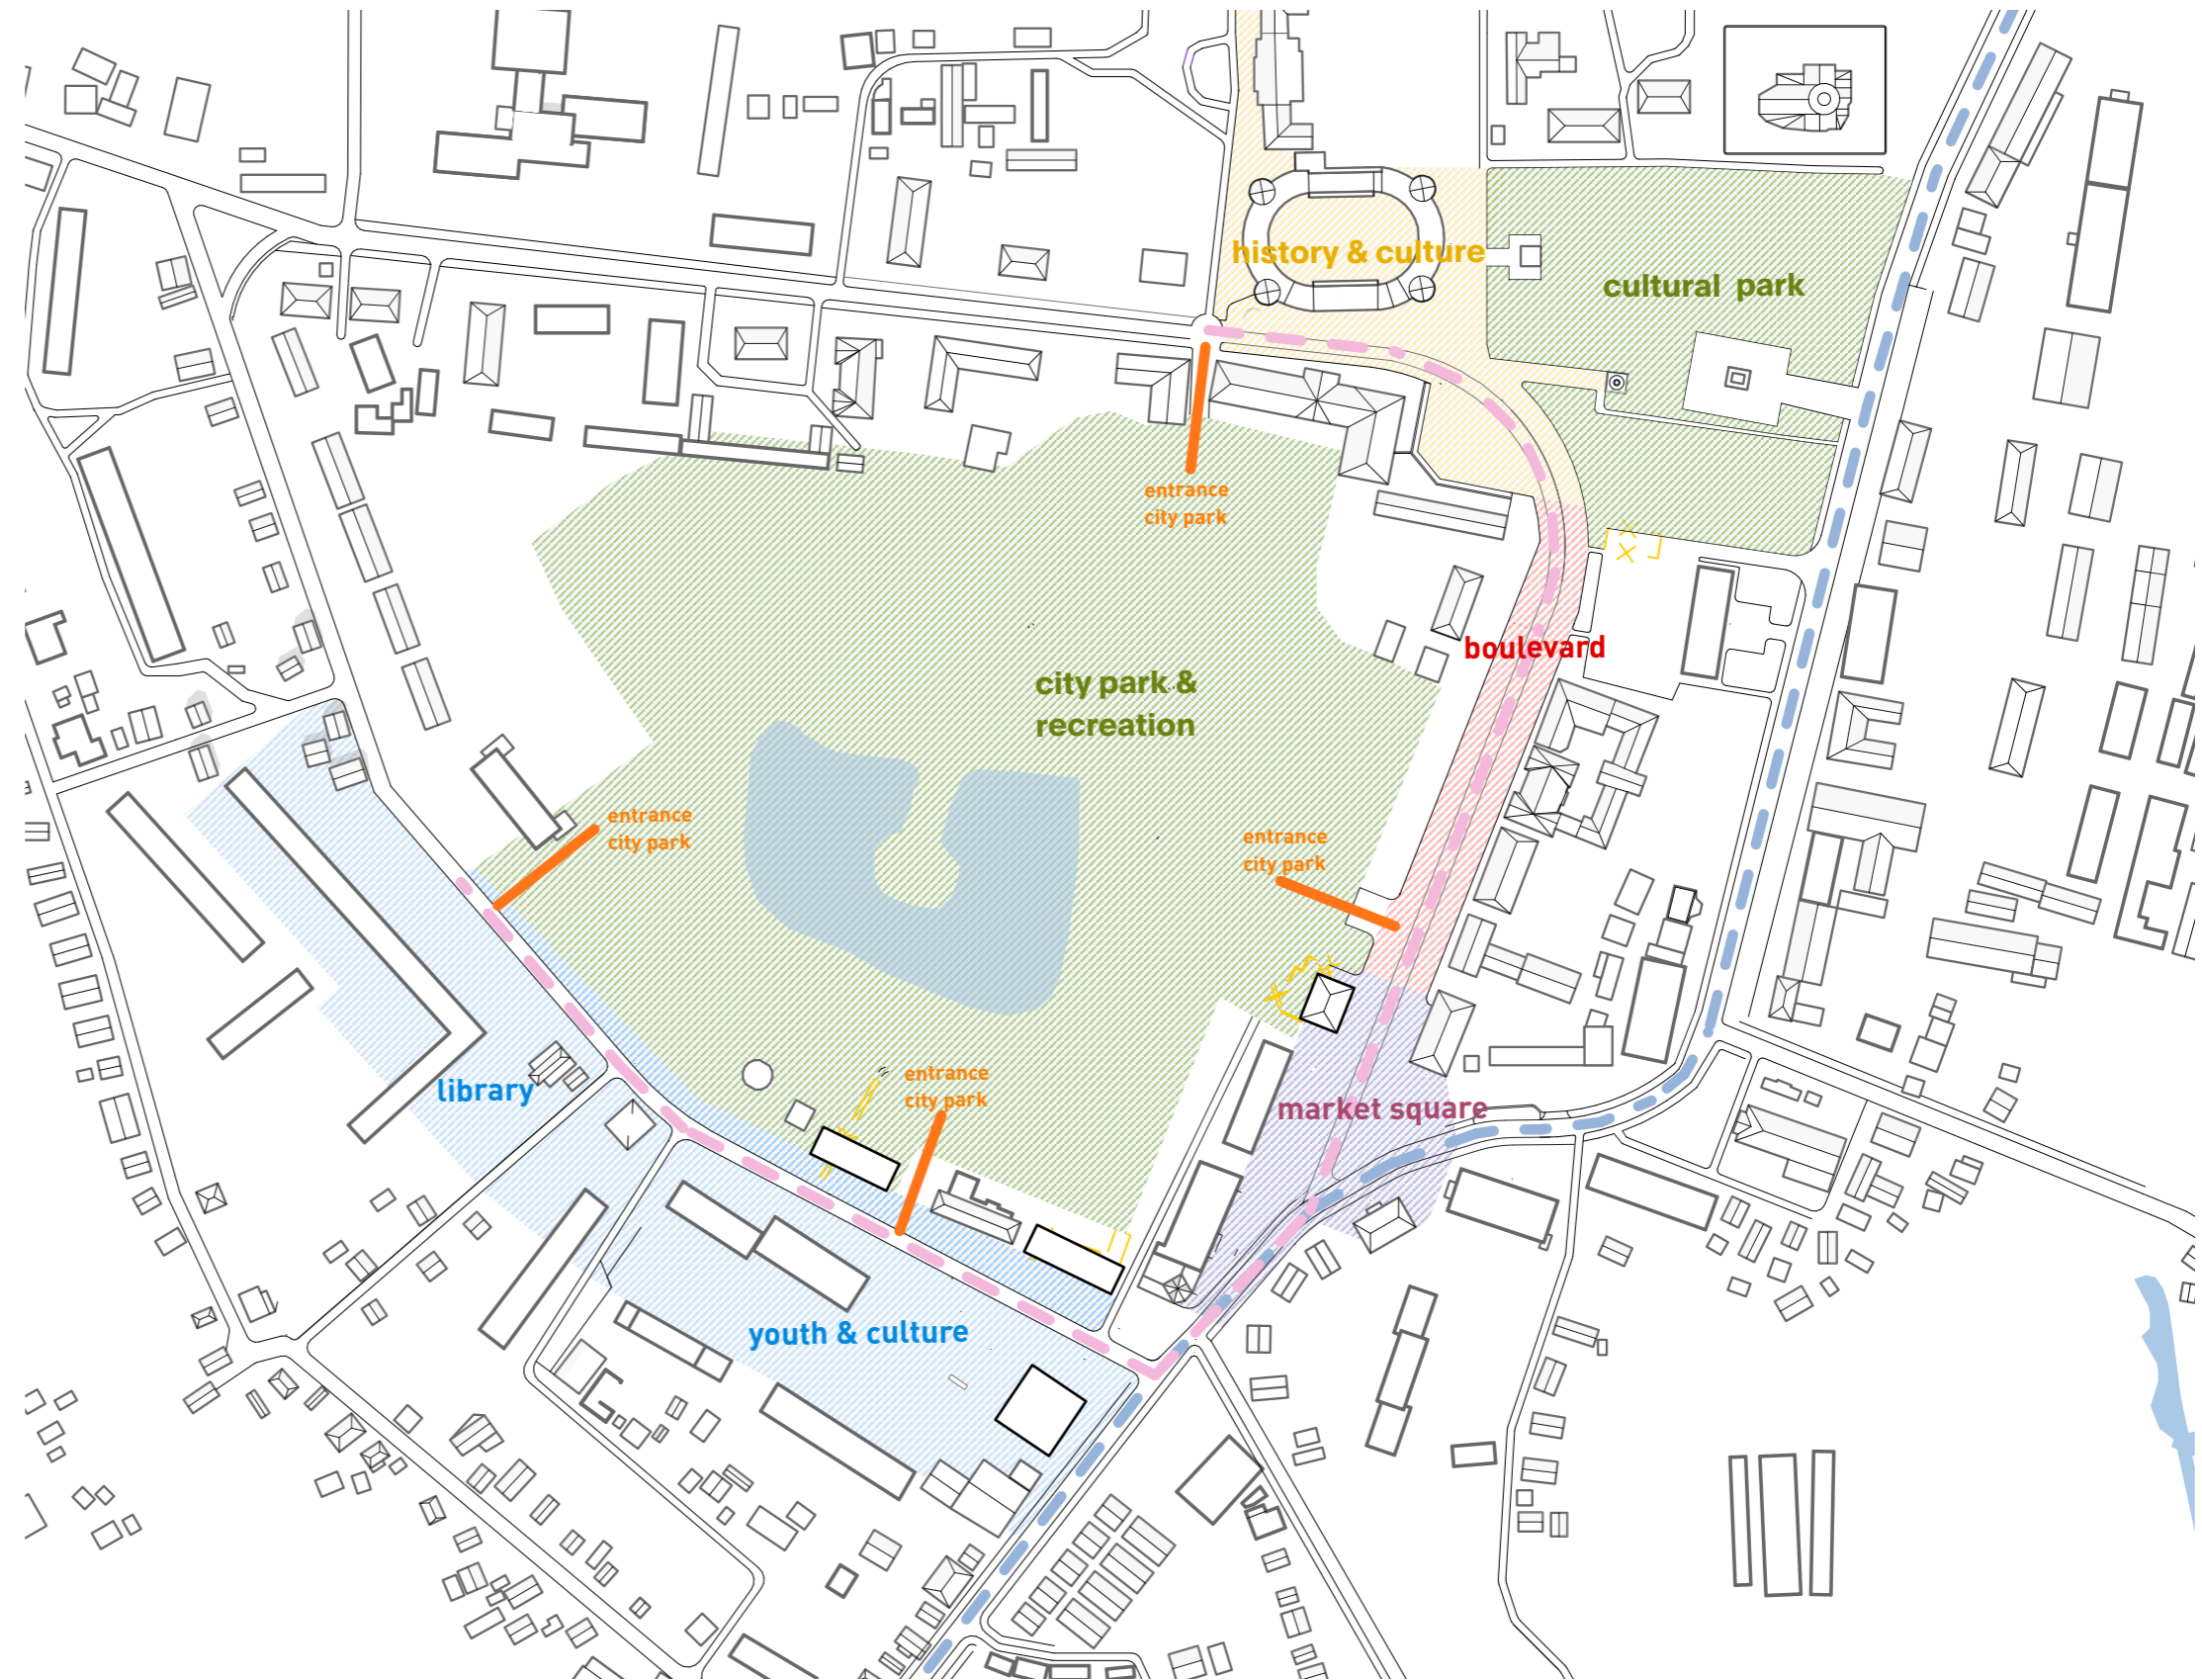 history & culture
cultural park
entrance
city park
boulevard
city park &
recreation
entrance
city park
entrance
city park
entrance
city park
library
market square
youth & culture